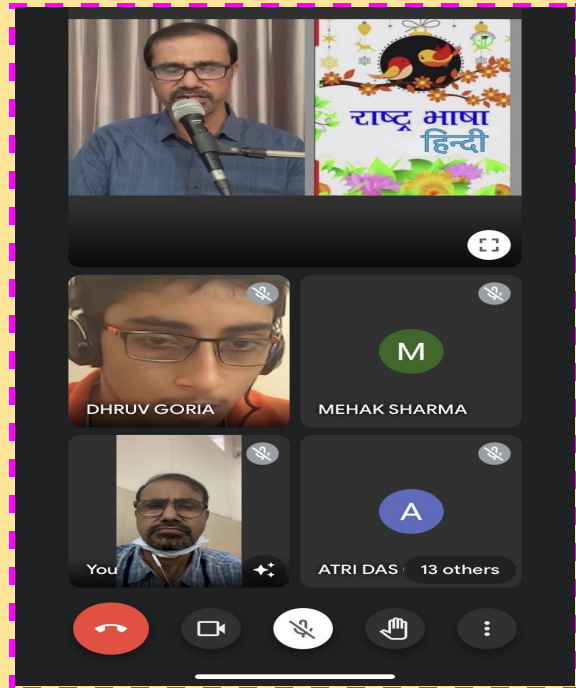 राष्ट्र भाषा
हिन्दी
DHRUV GORIA
M
MEHAK SHARMA
You
A
ATRI DAS
13 others